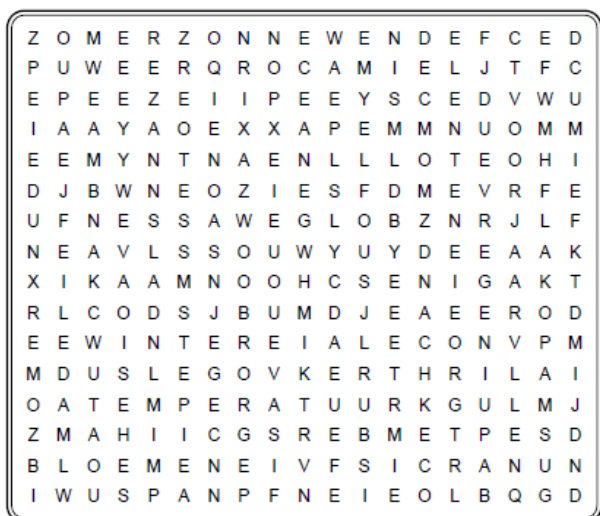 Z O M E R Z O N N E W E N D E F C E D
P U W E E R Q R O C A M I E L J T F C
E P E E Z E I I P E E Y S C E D V W U
I A A Y A O E X X A P E M M N U O M M
E E M Y N T N A E N L L L O T E O H I
D J B W N E O Z I E S F D M E V R F E
U F N E S S A W E G L O B Z N R J L F
N E A V L S S O U W Y U Y D E E A A K
X I K A A M N O O H C S E N I G A K T
R L C O D S J B U M D J E A E E R O D
E E W I N T E R E I A L E C O N V P M
M D U S L E G O V K E R T H R I L A I
O A T E M P E R A T U U R K G U L M J
Z M A H I I C G S R E B M E T P E S D
B L O E M E N E I V F S I C R A N U N
I W U S P A N P F N E I E O L B Q G D